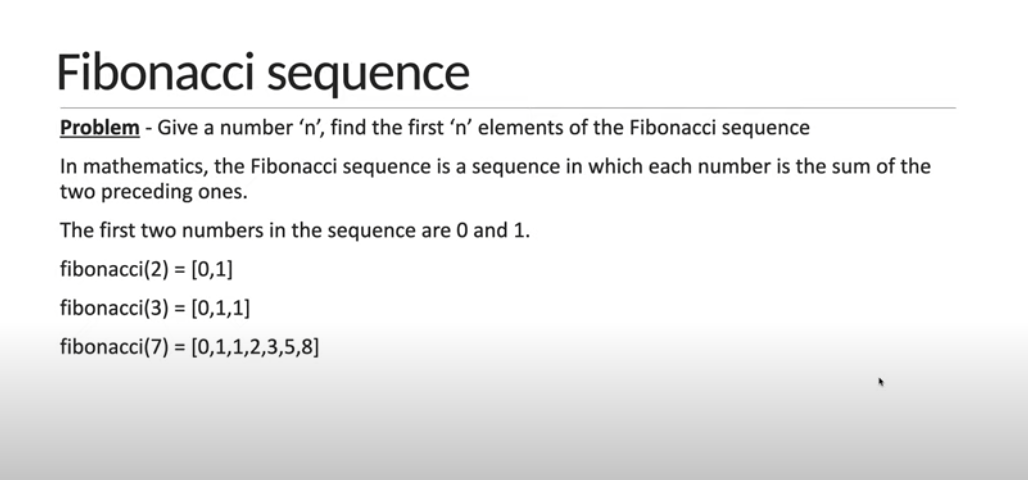 Fibonacci sequence
Problem - Give a number ‘n’, find the first ‘n’ elements of the Fibonacci sequence
In mathematics, the Fibonacci sequence is a sequence in which each number is the sum of the
two preceding ones.
The first two numbers in the sequence are 0 and 1.
fibonacci(2) = [0,1]
fibonacci(3) = [0,1,1]
fibonacci(7) = [0,1,1,2,3,5,8]